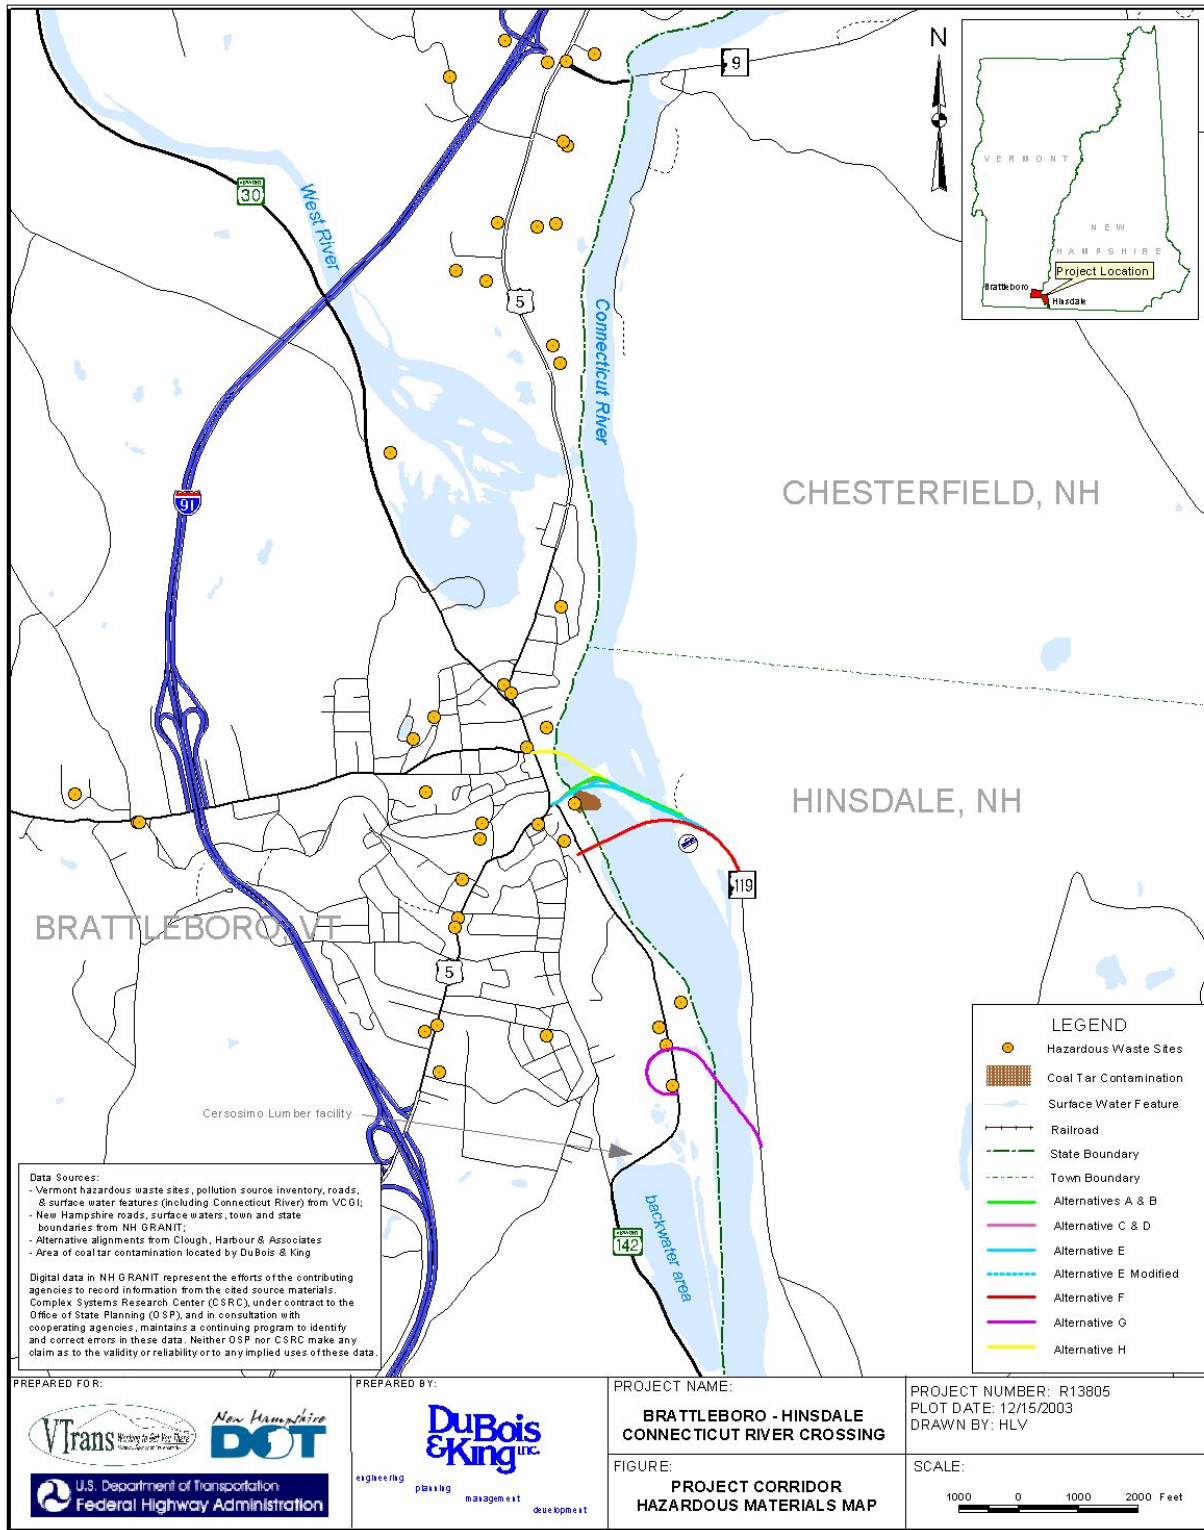 N
9
VERMONT
NEW
HAMPSHIRE
Project Location
Brattleboro
Hinsdale
VERMONT
30
West River
5
Connecticut River
91
CHESTERFIELD, NH
HINSDALE, NH
119
BRATTLEBORO, VT
5
Cersosimo Lumber facility
142
backwater area
LEGEND
Hazardous Waste Sites
Coal Tar Contamination
Surface Water Feature
Railroad
State Boundary
Town Boundary
Alternatives A & B
Alternative C & D
Alternative E
Alternative E Modified
Alternative F
Alternative G
Alternative H
Data Sources:
- Vermont hazardous waste sites, pollution source inventory, roads,
& surface water features (including Connecticut River) from VCGI;
- New Hampshire roads, surface waters, town and state
boundaries from NH GRANIT;
- Alternative alignments from Clough, Harbour & Associates
- Area of coal tar contamination located by DuBois & King
Digital data in NH GRANIT represent the efforts of the contributing
agencies to record information from the cited source materials.
Complex Systems Research Center (CSRC), under contract to the
Office of State Planning (OSP), and in consultation with
cooperating agencies, maintains a continuing program to identify
and correct errors in these data. Neither OSP nor CSRC make any
claim as to the validity or reliability or to any implied uses of these data.
PREPARED FOR:
VTrans Working to Get You There
New Hampshire
DOT
U.S. Department of Transportation
Federal Highway Administration
PREPARED BY:
DuBois
&King INC.
engineering
planning
management
development
PROJECT NAME:
BRATTLEBORO - HINSDALE
CONNECTICUT RIVER CROSSING
FIGURE:
PROJECT CORRIDOR
HAZARDOUS MATERIALS MAP
PROJECT NUMBER: R13805
PLOT DATE: 12/15/2003
DRAWN BY: HLV
SCALE:
1000 0 1000 2000 Feet